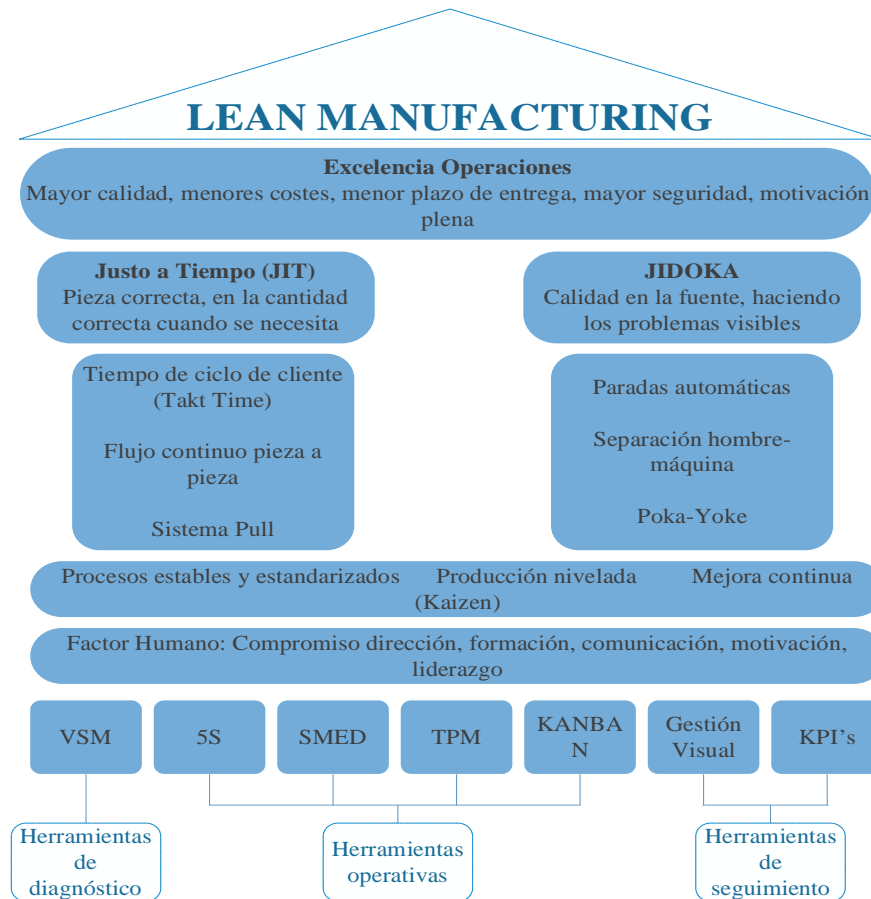 LEAN MANUFACTURING
Excelencia Operaciones
Mayor calidad, menores costes, menor plazo de entrega, mayor seguridad, motivación
plena
Justo a Tiempo (JIT)
Pieza correcta, en la cantidad
correcta cuando se necesita
JIDOKA
Calidad en la fuente, haciendo
los problemas visibles
Tiempo de ciclo de cliente
(Takt Time)
Flujo continuo pieza a
pieza
Sistema Pull
Paradas automáticas
Separación hombre-
máquina
Poka-Yoke
Procesos estables y estandarizados Producción nivelada Mejora continua
(Kaizen)
Factor Humano: Compromiso dirección, formación, comunicación, motivación,
liderazgo
VSM
5S
SMED
TPM
KANBA
N
Gestión
Visual
KPI's
Herramientas
de
diagnóstico
Herramientas
operativas
Herramientas
de
seguimiento